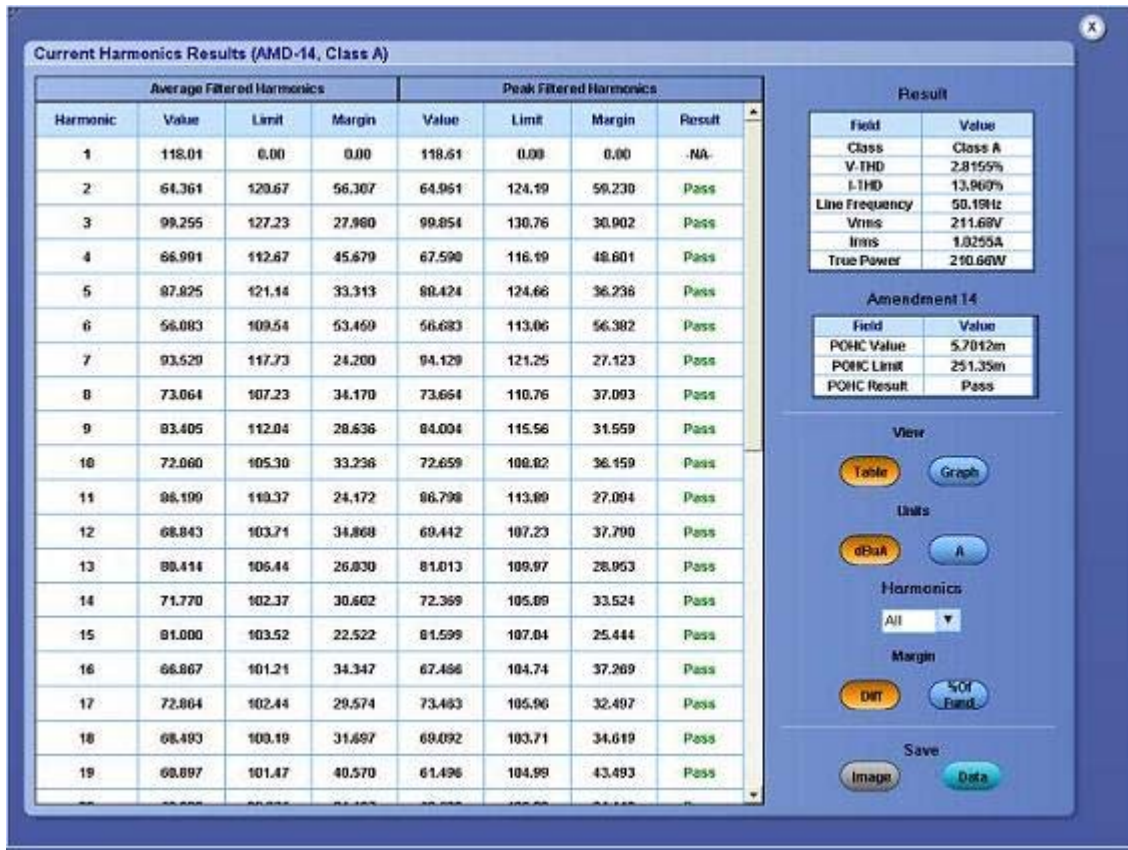 X
Current Harmonics Results (AMD-14, Class A)
Average Filtered Harmonics Peak Filtered Harmonics
Harmonic Value Limit Margin Value Limit Margin Result
1 118.01 0.00 0.00 118.61 0.00 0.00 -NA-
2 64.361 120.67 56.307 64.961 124.19 59.230 Pass
3 99.255 127.23 27.980 99.854 130.76 30.902 Pass
4 66.991 112.67 45.679 67.590 116.19 48.601 Pass
5 87.825 121.14 33.313 88.424 124.66 36.236 Pass
6 56.083 109.54 53.459 56.683 113.06 56.382 Pass
7 93.529 117.73 24.200 94.129 121.25 27.123 Pass
8 73.064 107.23 34.170 73.664 110.76 37.093 Pass
9 83.405 112.04 28.636 84.004 115.56 31.559 Pass
10 72.060 105.30 33.236 72.659 108.82 36.159 Pass
11 86.199 110.37 24.172 86.798 113.89 27.094 Pass
12 68.843 103.71 34.868 69.442 107.23 37.790 Pass
13 80.414 106.44 26.030 81.013 109.97 28.953 Pass
14 71.770 102.37 30.602 72.369 105.89 33.524 Pass
15 81.000 103.52 22.522 81.599 107.04 25.444 Pass
16 66.867 101.21 34.347 67.466 104.74 37.269 Pass
17 72.864 102.44 29.574 73.463 105.96 32.497 Pass
18 68.493 100.19 31.697 69.092 103.71 34.619 Pass
19 60.897 101.47 40.570 61.496 104.99 43.493 Pass
Result
Field Value
Class Class A
V-THD 2.8155%
I-THD 13.960%
Line Frequency 50.19Hz
Vrms 211.68V
Irms 1.0255A
True Power 210.66W
Amendment 14
Field Value
POHC Value 5.7012m
POHC Limit 251.35m
POHC Result Pass
View
Table Graph
Units
dBuA A
Harmonics
All
Margin
Diff %Of Fund.
Save
Image Data